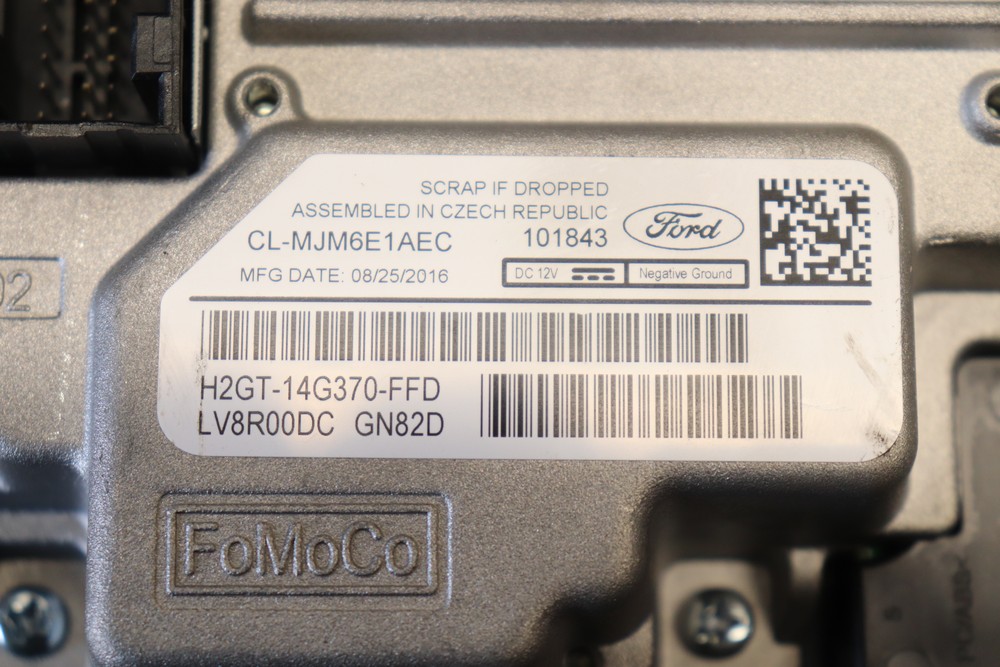 SCRAP IF DROPPED
ASSEMBLED IN CZECH REPUBLIC
CL-MJM6E1AEC 101843
Ford
MFG DATE: 08/25/2016
DC 12V
Negative Ground
02
H2GT-14G370-FFD
LV8R00DC GN82D
FoMoCo